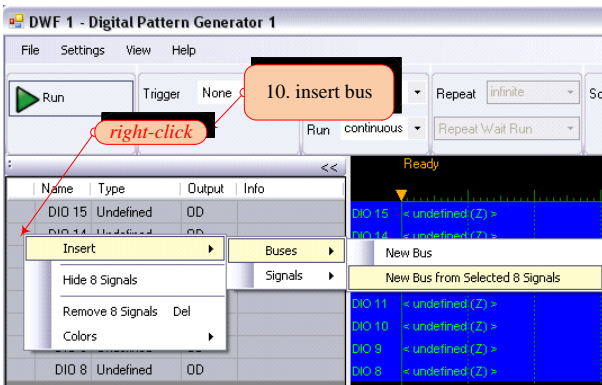 DWF 1 - Digital Pattern Generator 1
File Settings View Help
Run Trigger None 10. insert bus Repeat infinite Sc
right-click Run continuous Repeat Wait Run
<< Ready
Name Type Output Info
DIO 15 Undefined OD DIO 15 < undefined (Z) >
DIO 14 Undefined OD DIO 14 < undefined (Z) >
Insert Buses New Bus
Hide 8 Signals Signals New Bus from Selected 8 Signals
Remove 8 Signals Del DIO 11 < undefined (Z) >
Colors DIO 10 < undefined (Z) >
DIO 9 < undefined (Z) >
DIO 8 Undefined OD DIO 8 < undefined (Z) >